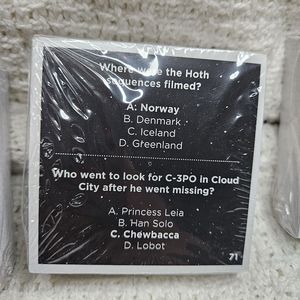 Where were the Hoth
sequences filmed?
A: Norway
B. Denmark
C. Iceland
D. Greenland
Who went to look for C-3PO in Cloud
City after he went missing?
A. Princess Leia
B. Han Solo
C. Chewbacca
D. Lobot
71